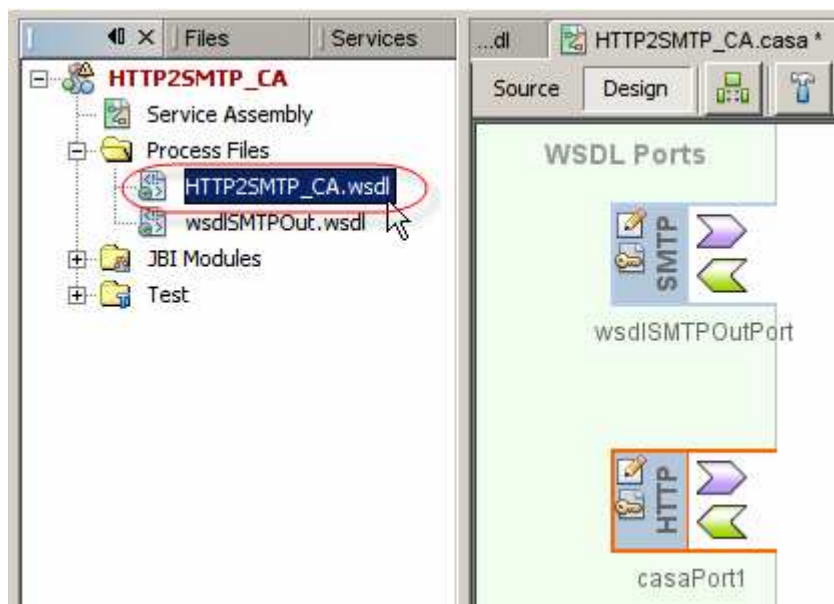 Files
Services
HTTP2SMTP_CA
Service Assembly
Process Files
HTTP2SMTP_CA.wsdl
wsdlSMTPOut.wsdl
JBI Modules
Test
...dl
HTTP2SMTP_CA.casa *
Source
Design
WSDL Ports
SMTP
wsdlSMTPOutPort
HTTP
casaPort1